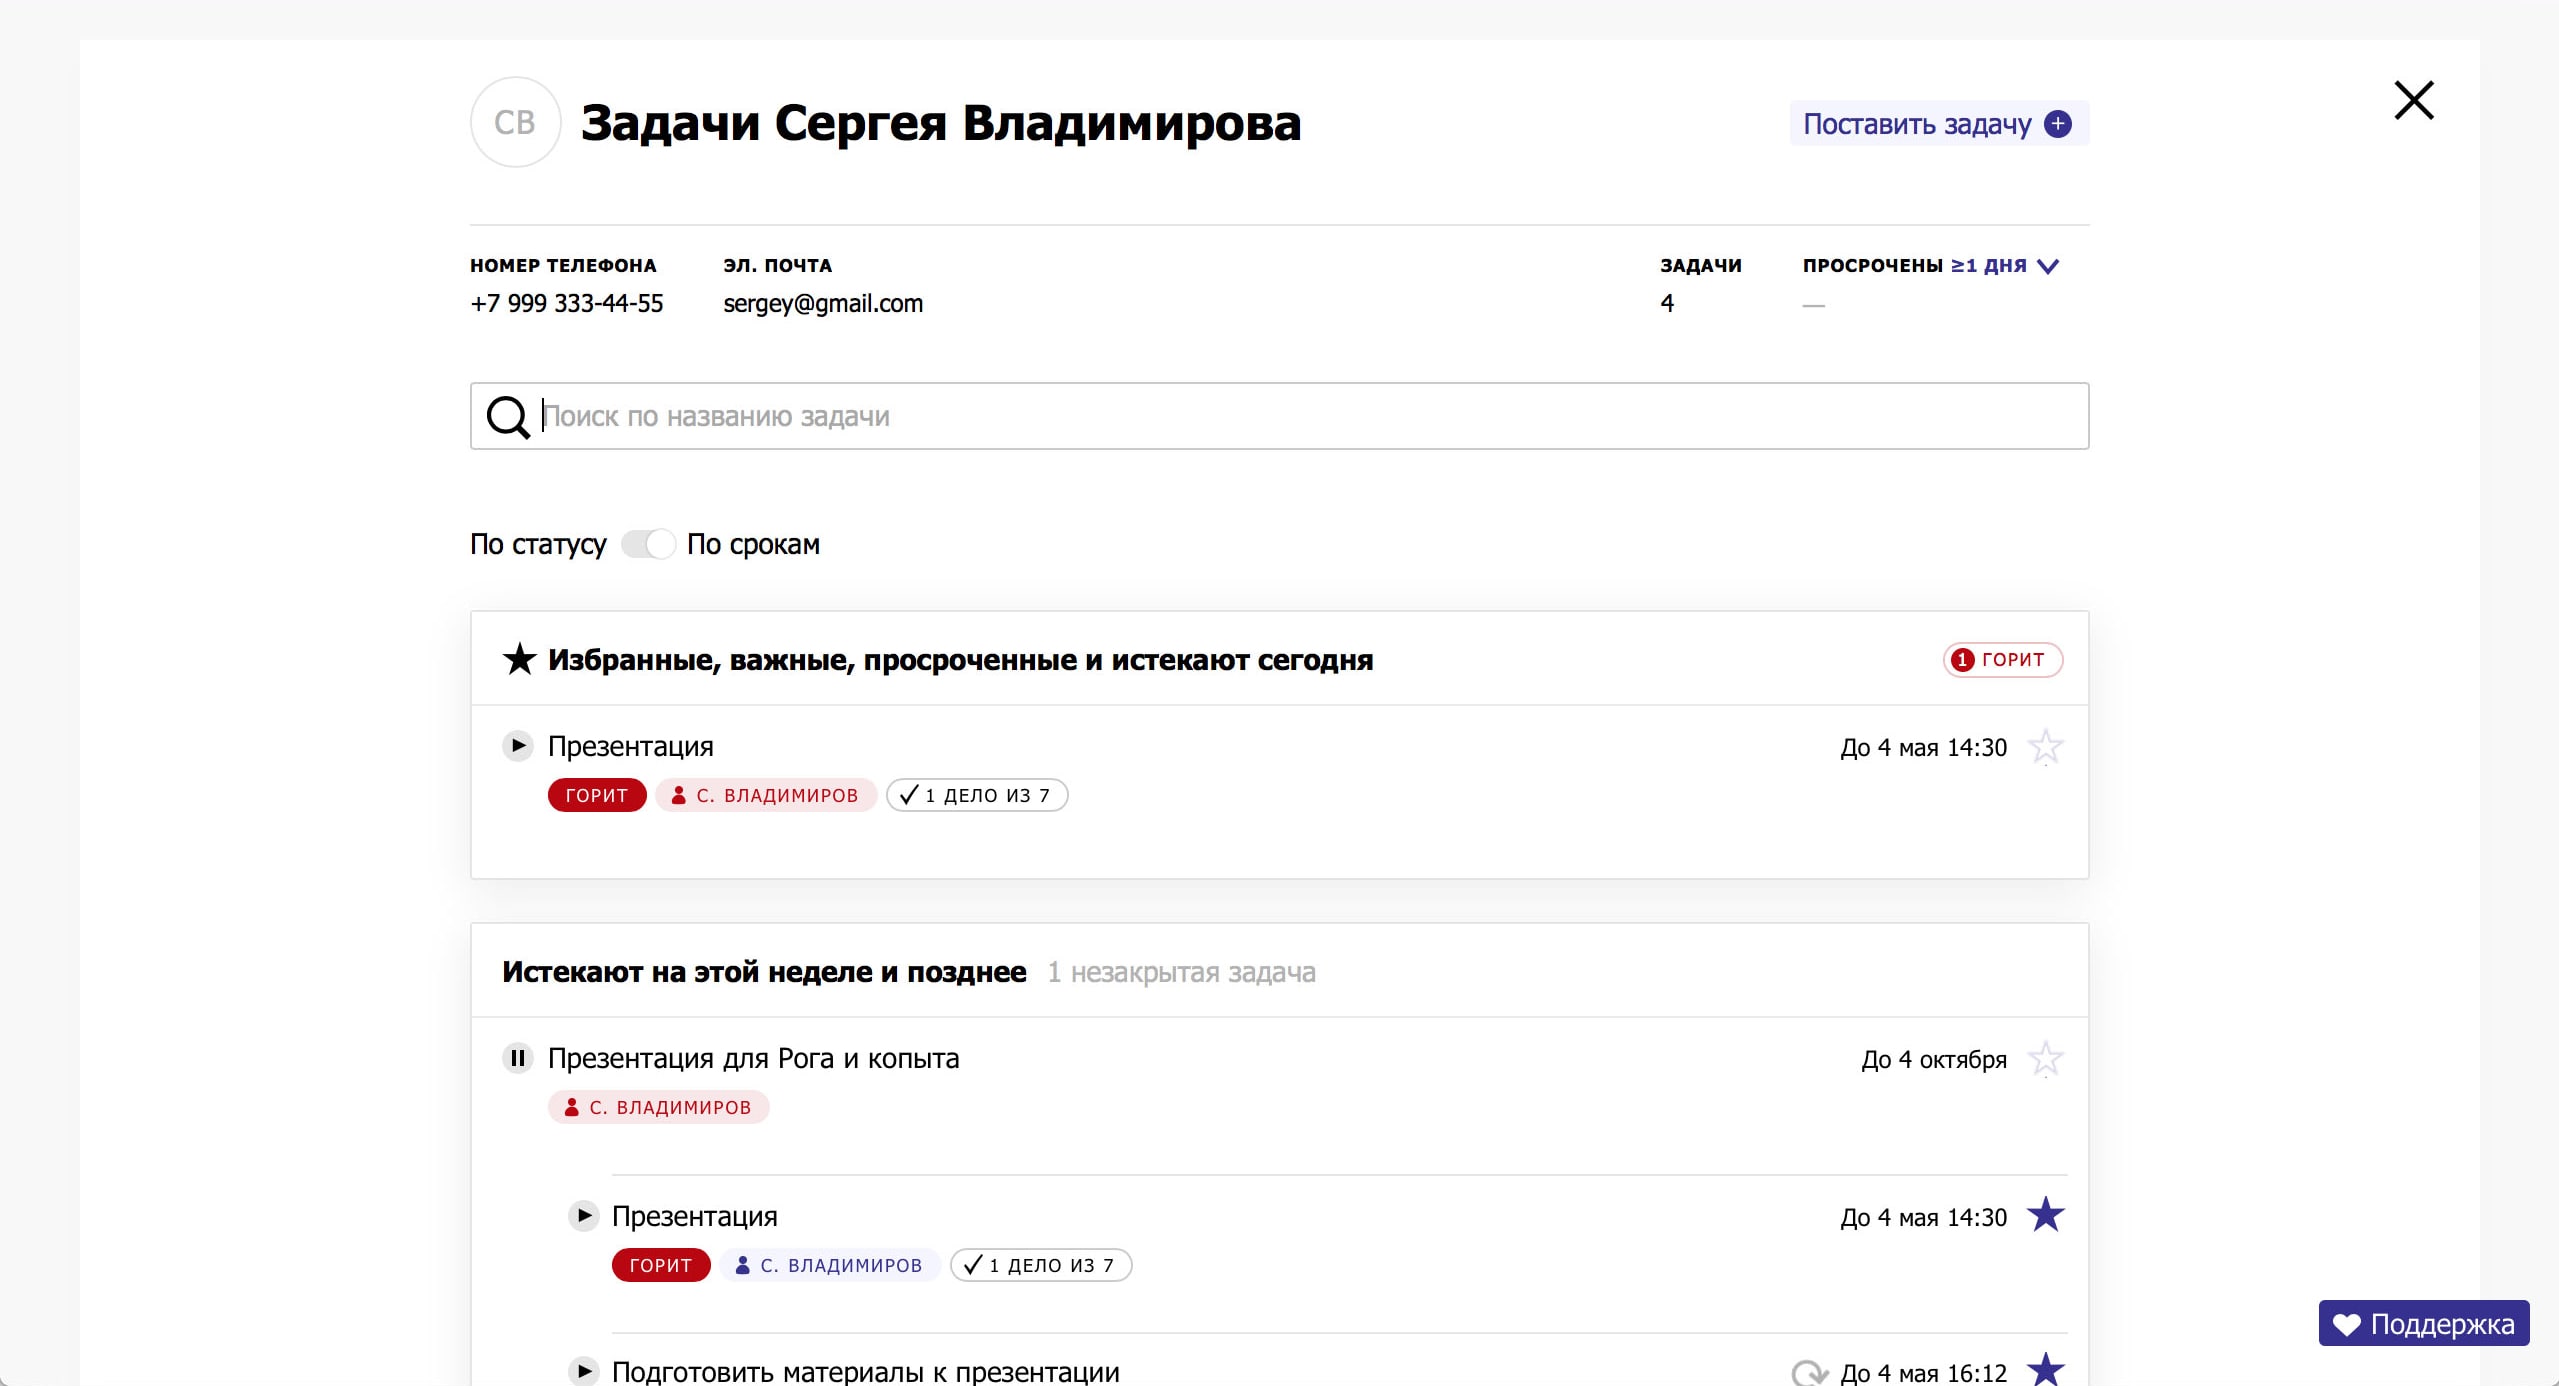 СВ
Задачи Сергея Владимирова
Поставить задачу
НОМЕР ТЕЛЕФОНА ЭЛ. ПОЧТА ЗАДАЧИ ПРОСРОЧЕНЫ ≥1 ДНЯ
+7 999 333-44-55 sergey@gmail.com 4 —
Поиск по названию задачи
По статусу По срокам
Избранные, важные, просроченные и истекают сегодня 1 ГОРИТ
Презентация До 4 мая 14:30
ГОРИТ С. ВЛАДИМИРОВ 1 ДЕЛО ИЗ 7
Истекают на этой неделе и позднее 1 незакрытая задача
Презентация для Рога и копыта До 4 октября
С. ВЛАДИМИРОВ
Презентация До 4 мая 14:30
ГОРИТ С. ВЛАДИМИРОВ 1 ДЕЛО ИЗ 7
Поддержка
Подготовить материалы к презентации До 4 мая 16:12